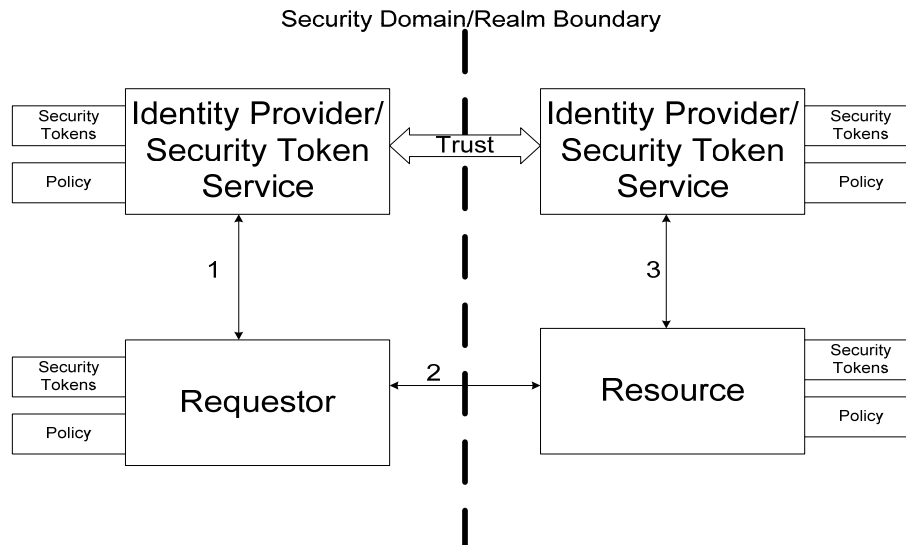 Security Domain/Realm Boundary
Security
Tokens
Policy
Identity Provider/
Security Token
Service
Trust
Identity Provider/
Security Token
Service
Security
Tokens
Policy
1
3
Security
Tokens
Policy
Requestor
2
Resource
Security
Tokens
Policy